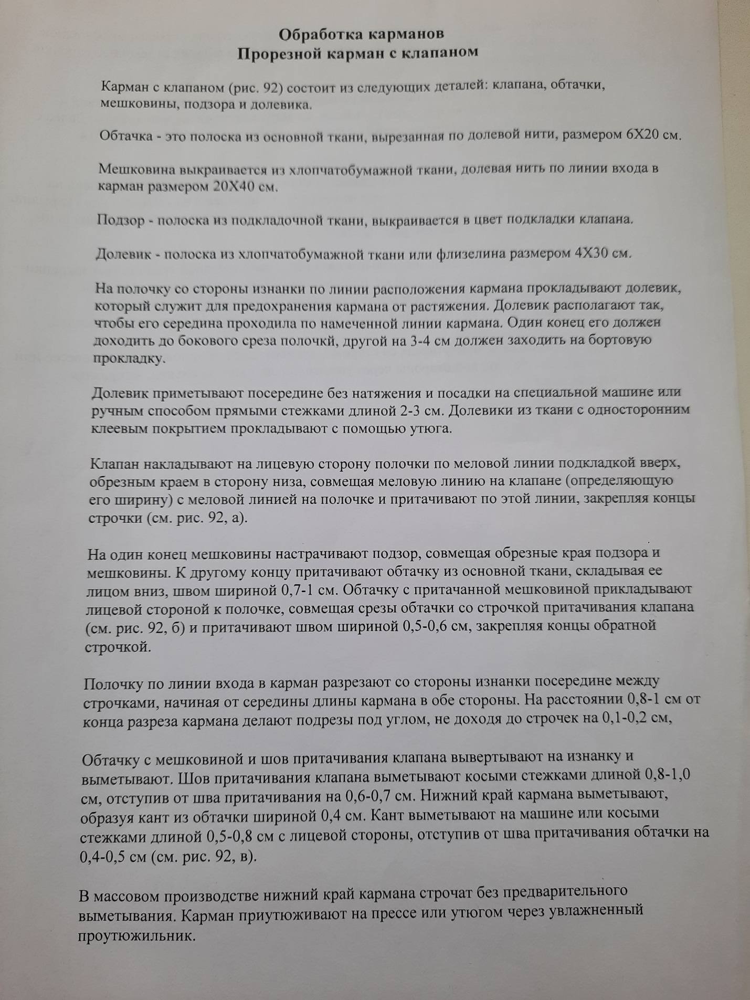 Обработка карманов
Прорезной карман с клапаном
Карман с клапаном (рис. 92) состоит из следующих деталей: клапана, обтачки,
мешковины, подзора и долевика.
Обтачка - это полоска из основной ткани, вырезанная по долевой нити, размером 6Х20 см.
Мешковина выкраивается из хлопчатобумажной ткани, долевая нить по линии входа в
карман размером 20Х40 см.
Подзор - полоска из подкладочной ткани, выкраивается в цвет подкладки клапана.
Долевик - полоска из хлопчатобумажной ткани или флизелина размером 4Х30 см.
На полочку со стороны изнанки по линии расположения кармана прокладывают долевик,
который служит для предохранения кармана от растяжения. Долевик располагают так,
чтобы его середина проходила по намеченной линии кармана. Один конец его должен
доходить до бокового среза полочкй, другой на 3-4 см должен заходить на бортовую
прокладку.
Долевик приметывают посередине без натяжения и посадки на специальной машине или
ручным способом прямыми стежками длиной 2-3 см. Долевики из ткани с односторонним
клеевым покрытием прокладывают с помощью утюга.
Клапан накладывают на лицевую сторону полочки по меловой линии подкладкой вверх,
обрезным краем в сторону низа, совмещая меловую линию на клапане (определяющую
его ширину) с меловой линией на полочке и притачивают по этой линии, закрепляя концы
строчки (см. рис. 92, а).
На один конец мешковины настрачивают подзор, совмещая обрезные края подзора и
мешковины. К другому концу притачивают обтачку из основной ткани, складывая ее
лицом вниз, швом шириной 0,7-1 см. Обтачку с притачанной мешковиной прикладывают
лицевой стороной к полочке, совмещая срезы обтачки со строчкой притачивания клапана
(см. рис. 92, б) и притачивают швом шириной 0,5-0,6 см, закрепляя концы обратной
строчкой.
Полочку по линии входа в карман разрезают со стороны изнанки посередине между
строчками, начиная от середины длины кармана в обе стороны. На расстоянии 0,8-1 см от
конца разреза кармана делают подрезы под углом, не доходя до строчек на 0,1-0,2 см,
Обтачку с мешковиной и шов притачивания клапана вывертывают на изнанку и
выметывают. Шов притачивания клапана выметывают косыми стежками длиной 0,8-1,0
см, отступив от шва притачивания на 0,6-0,7 см. Нижний край кармана выметывают,
образуя кант из обтачки шириной 0,4 см. Кант выметывают на машине или косыми
стежками длиной 0,5-0,8 см с лицевой стороны, отступив от шва притачивания обтачки на
0,4-0,5 см (см. рис. 92, в).
В массовом производстве нижний край кармана строчат без предварительного
выметывания. Карман приутюживают на прессе или утюгом через увлажненный
проутюжильник.